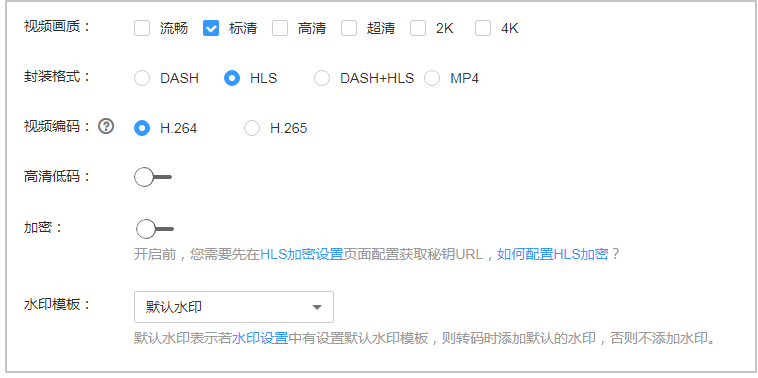 视频画质： 流畅 标清 高清 超清 2K 4K
封装格式： DASH HLS DASH+HLS MP4
视频编码： ? H.264 H.265
高清低码：
加密：
开启前，您需要先在HLS加密设置页面配置获取秘钥URL，如何配置HLS加密？
水印模板： 默认水印
默认水印表示若水印设置中有设置默认水印模板，则转码时添加默认的水印，否则不添加水印。